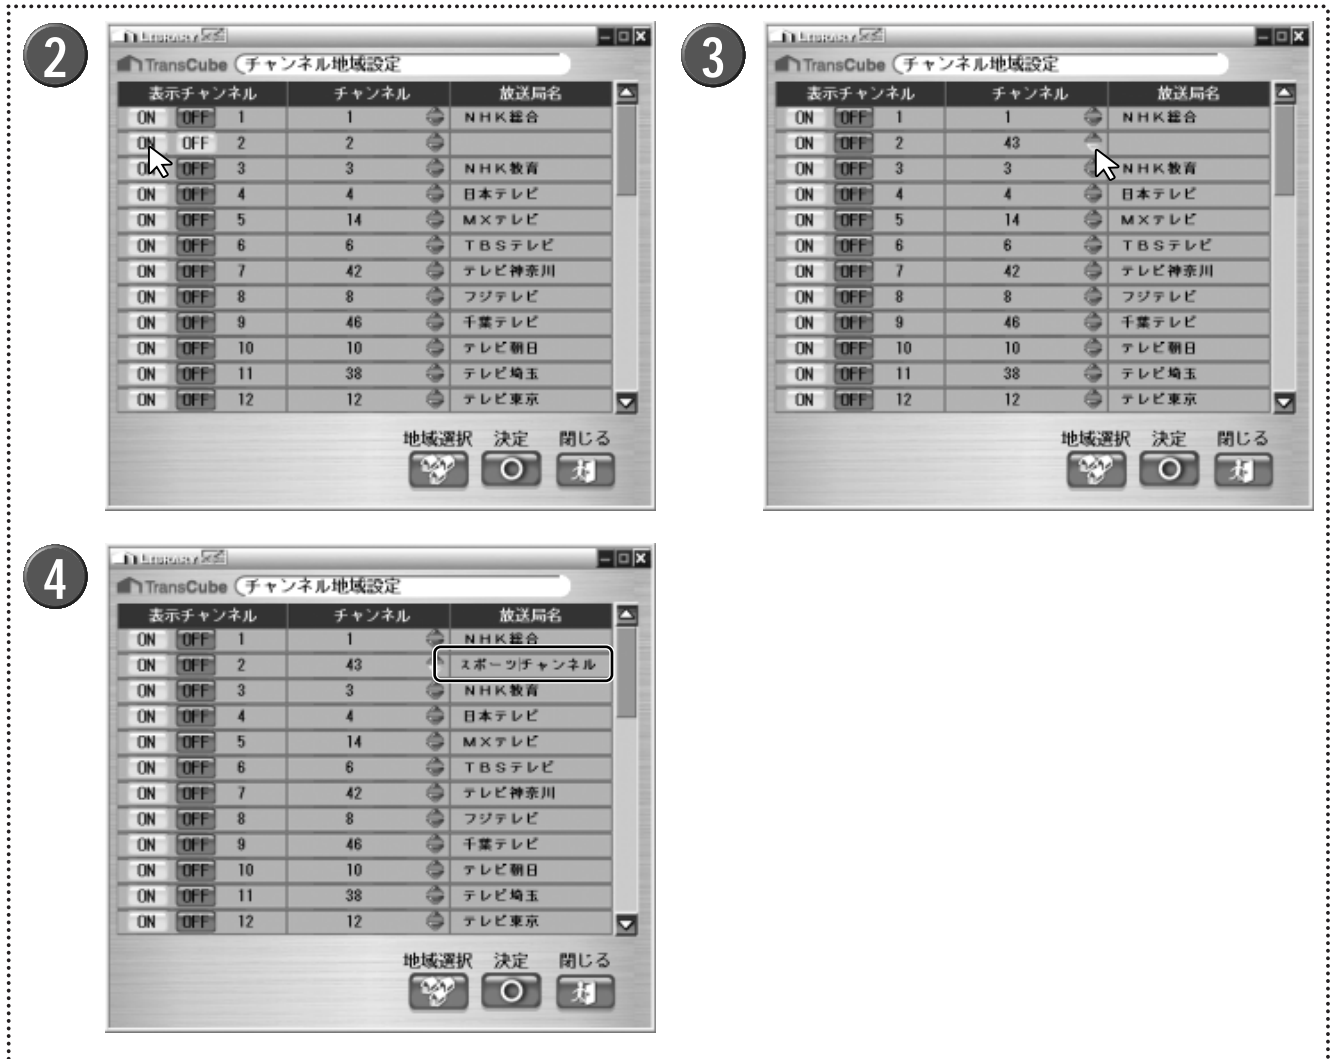 2
LIBRARY
TransCube チャンネル地域設定
表示チャンネル チャンネル 放送局名
ON OFF 1 1 NHK総合
ON OFF 2 2
ON OFF 3 3 NHK教育
ON OFF 4 4 日本テレビ
ON OFF 5 14 MXテレビ
ON OFF 6 6 TBSテレビ
ON OFF 7 42 テレビ神奈川
ON OFF 8 8 フジテレビ
ON OFF 9 46 千葉テレビ
ON OFF 10 10 テレビ朝日
ON OFF 11 38 テレビ埼玉
ON OFF 12 12 テレビ東京
地域選択 決定 閉じる
3
LIBRARY
TransCube チャンネル地域設定
表示チャンネル チャンネル 放送局名
ON OFF 1 1 NHK総合
ON OFF 2 43
ON OFF 3 3 NHK教育
ON OFF 4 4 日本テレビ
ON OFF 5 14 MXテレビ
ON OFF 6 6 TBSテレビ
ON OFF 7 42 テレビ神奈川
ON OFF 8 8 フジテレビ
ON OFF 9 46 千葉テレビ
ON OFF 10 10 テレビ朝日
ON OFF 11 38 テレビ埼玉
ON OFF 12 12 テレビ東京
地域選択 決定 閉じる
4
LIBRARY
TransCube チャンネル地域設定
表示チャンネル チャンネル 放送局名
ON OFF 1 1 NHK総合
ON OFF 2 43 スポーツチャンネル
ON OFF 3 3 NHK教育
ON OFF 4 4 日本テレビ
ON OFF 5 14 MXテレビ
ON OFF 6 6 TBSテレビ
ON OFF 7 42 テレビ神奈川
ON OFF 8 8 フジテレビ
ON OFF 9 46 千葉テレビ
ON OFF 10 10 テレビ朝日
ON OFF 11 38 テレビ埼玉
ON OFF 12 12 テレビ東京
地域選択 決定 閉じる